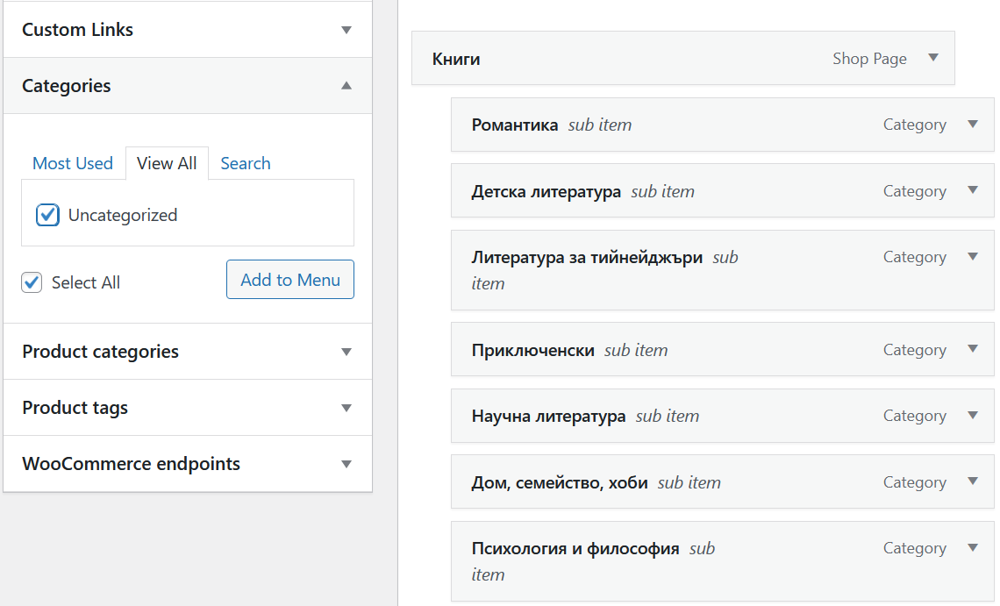 Custom Links
Categories
Most Used View All Search
Uncategorized
Select All Add to Menu
Product categories
Product tags
WooCommerce endpoints
Книги Shop Page
Романтика sub item Category
Детска литература sub item Category
Литература за тийнейджъри sub Category
item
Приключенски sub item Category
Научна литература sub item Category
Дом, семейство, хоби sub item Category
Психология и философия sub Category
item